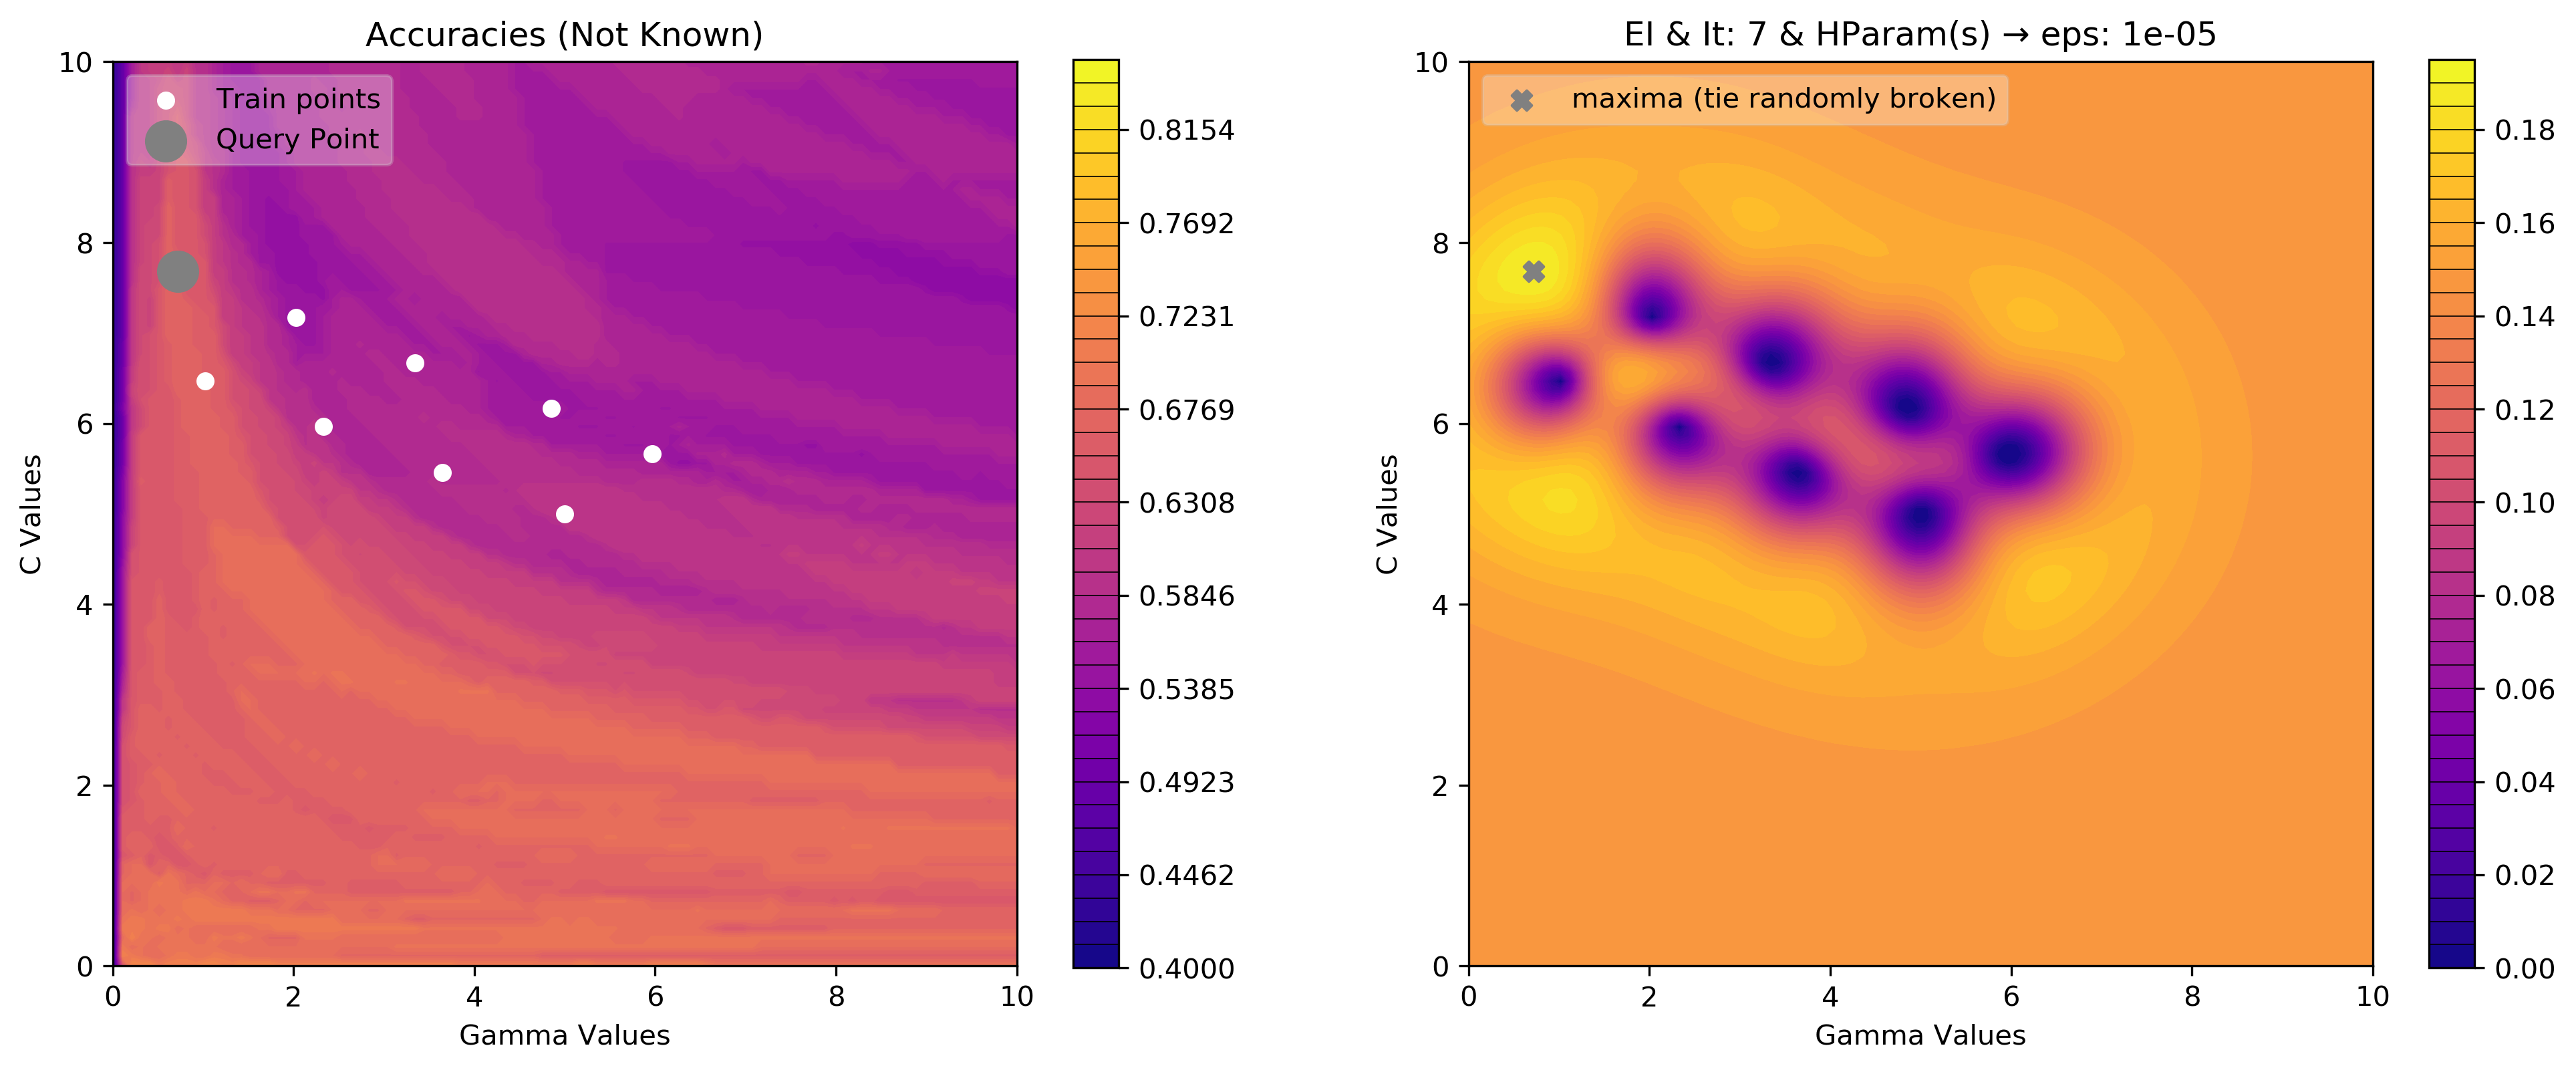 Accuracies (Not Known)
Train points
Query Point
10
8
6
4
2
0
C Values
0 2 4 6 8 10
Gamma Values
0.8154
0.7692
0.7231
0.6769
0.6308
0.5846
0.5385
0.4923
0.4462
0.4000
EI & It: 7 & HParam(s) → eps: 1e-05
maxima (tie randomly broken)
10
8
6
4
2
0
C Values
0 2 4 6 8 10
Gamma Values
0.18
0.16
0.14
0.12
0.10
0.08
0.06
0.04
0.02
0.00